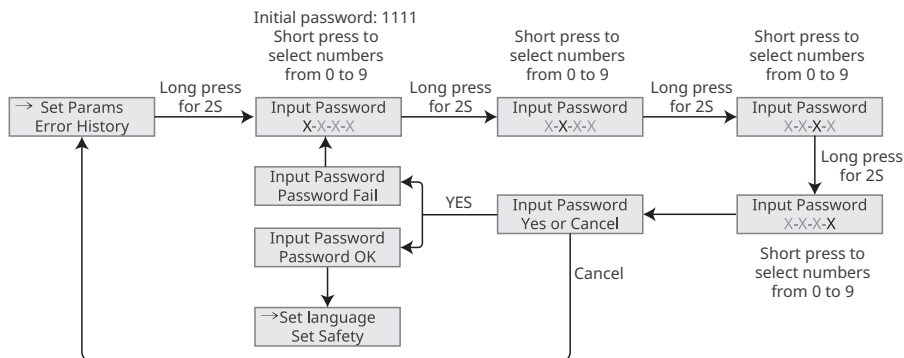 Initial password: 1111
Short press to
select numbers
from 0 to 9
Short press to
select numbers
from 0 to 9
Short press to
select numbers
from 0 to 9
→ Set Params
Error History
Long press
for 2S
Input Password
X-X-X-X
Long press
for 2S
Input Password
X-X-X-X
Long press
for 2S
Input Password
X-X-X-X
Long press
for 2S
Input Password
Password Fail
YES
Input Password
Yes or Cancel
Input Password
X-X-X-X
Input Password
Password OK
Cancel
Short press to
select numbers
from 0 to 9
→Set language
Set Safety